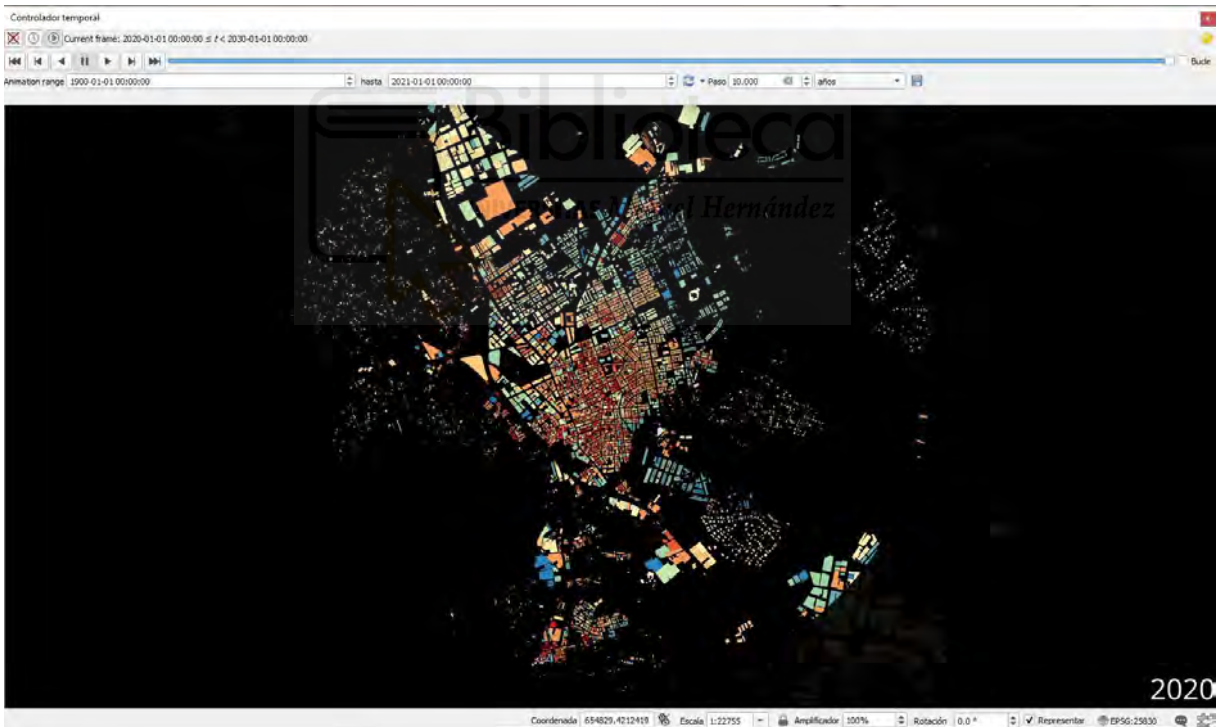 Controlador temporal
Current frame: 2020-01-01 00:00:00 ≤ t < 2030-01-01 00:00:00
Bucle
Animation range 1900-01-01 00:00:00 hasta 2021-01-01 00:00:00 Paso 10.000 años
Biblioteca
UNIVERSITAS Miguel Hernández
2020
Coordenada 654829,4212419 Escala 1:22755 Amplificador 100% Rotación 0.0 ° Representar EPSG:25830